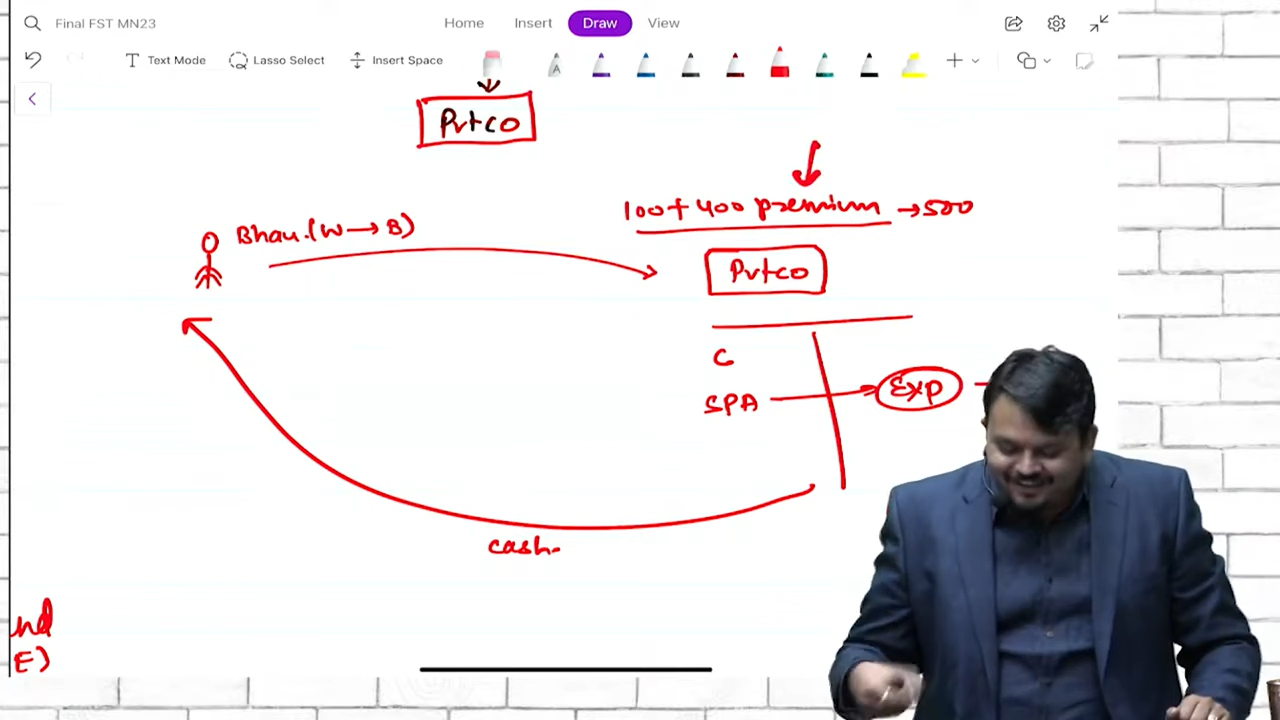 Final FST MN23
Home Insert Draw View
Text Mode Lasso Select Insert Space
Pvtco
100+400 premium → 500
Bhau. (W → B)
Pvtco
C
SPA → Exp
cash.
nd
E)